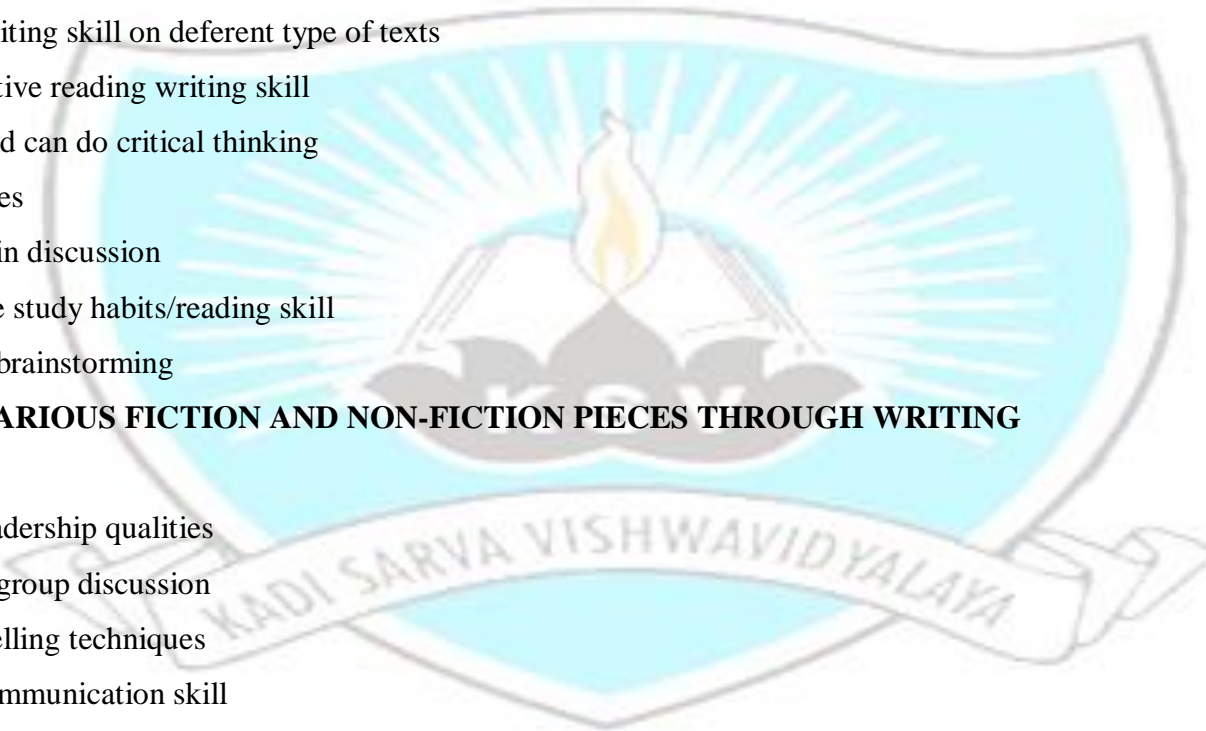 iting skill on deferent type of texts
tive reading writing skill
d can do critical thinking
es
in discussion
e study habits/reading skill
brainstorming
ARIOUS FICTION AND NON-FICTION PIECES THROUGH WRITING
KSV
adership qualities
KADI SARVA VISHWAVIDYALAYA
group discussion
elling techniques
mmunication skill